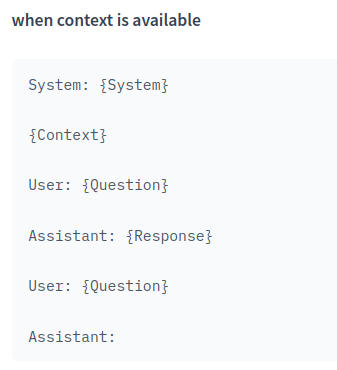 when context is available
System: {System}
{Context}
User: {Question}
Assistant: {Response}
User: {Question}
Assistant: